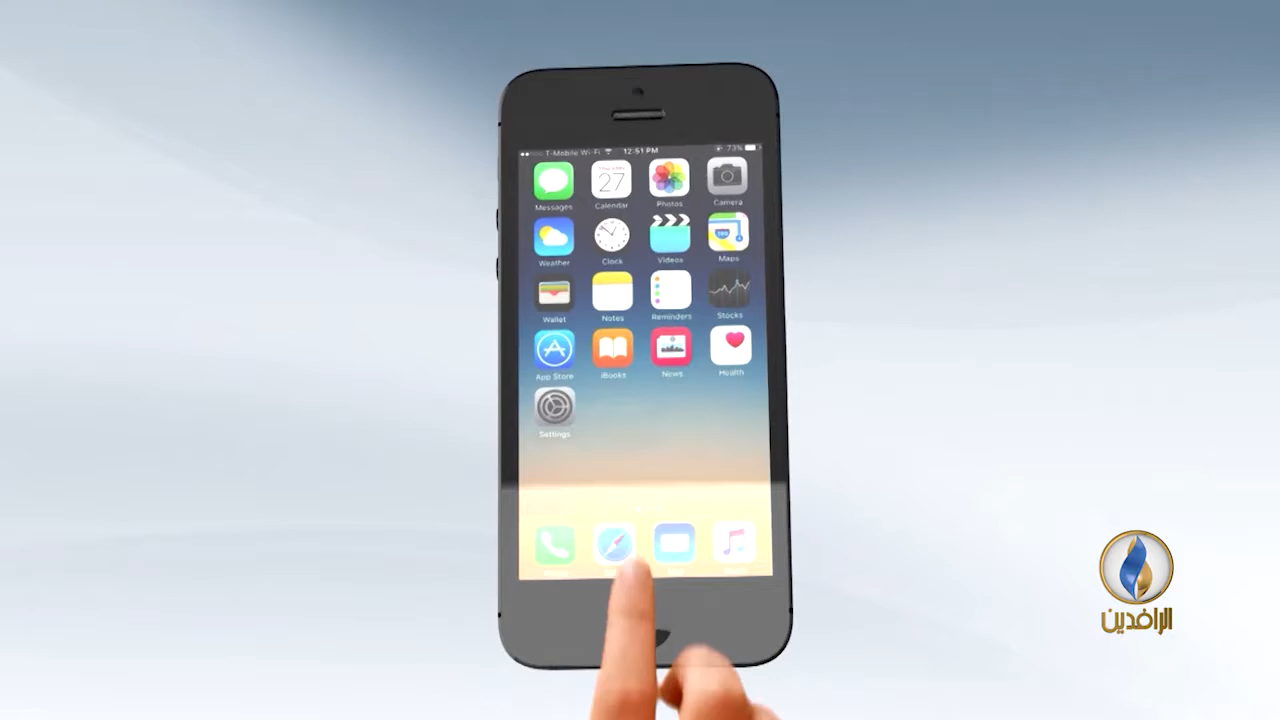 T-Mobile Wi-Fi 12:51 PM 73%
27
Messages Calendar Photos Camera
Weather Clock Videos Maps
Wallet Notes Reminders Stocks
App Store iBooks News Health
Settings
الرافدين